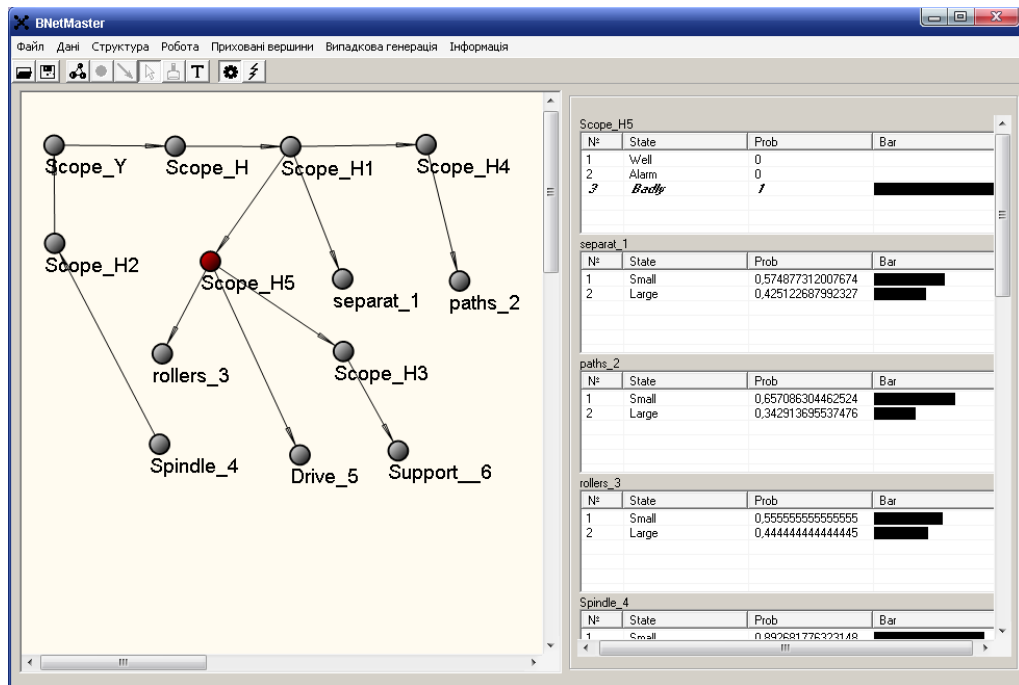 BNetMaster
Файл Дані Структура Робота Приховані вершини Випадкова генерація Інформація
T
Scope_Y
Scope_H
Scope_H1
Scope_H4
Scope_H2
Scope_H5
separat_1
paths_2
rollers_3
Scope_H3
Spindle_4
Drive_5
Support__6
Scope_H5
Nº State Prob Bar
1 Well 0
2 Alarm 0
3 Badly 1
separat_1
Nº State Prob Bar
1 Small 0,574877312007674
2 Large 0,425122687992327
paths_2
Nº State Prob Bar
1 Small 0,657086304462524
2 Large 0,342913695537476
rollers_3
Nº State Prob Bar
1 Small 0,555555555555555
2 Large 0,444444444444445
Spindle_4
Nº State Prob Bar
1 Small 0,892681776323148